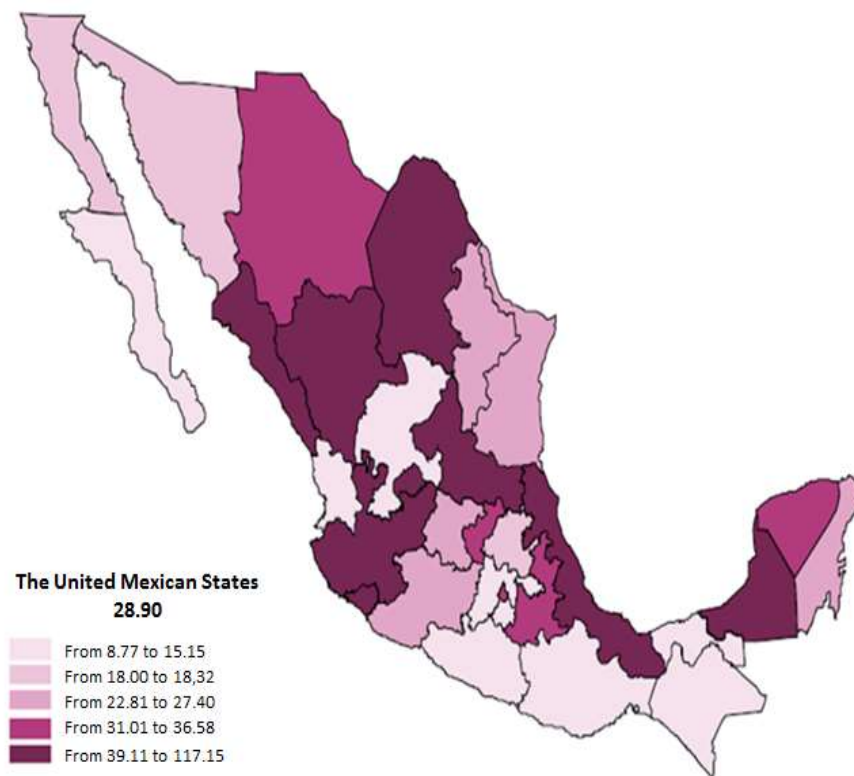 The United Mexican States
28.90
From 8.77 to 15.15
From 18.00 to 18,32
From 22.81 to 27.40
From 31.01 to 36.58
From 39.11 to 117.15